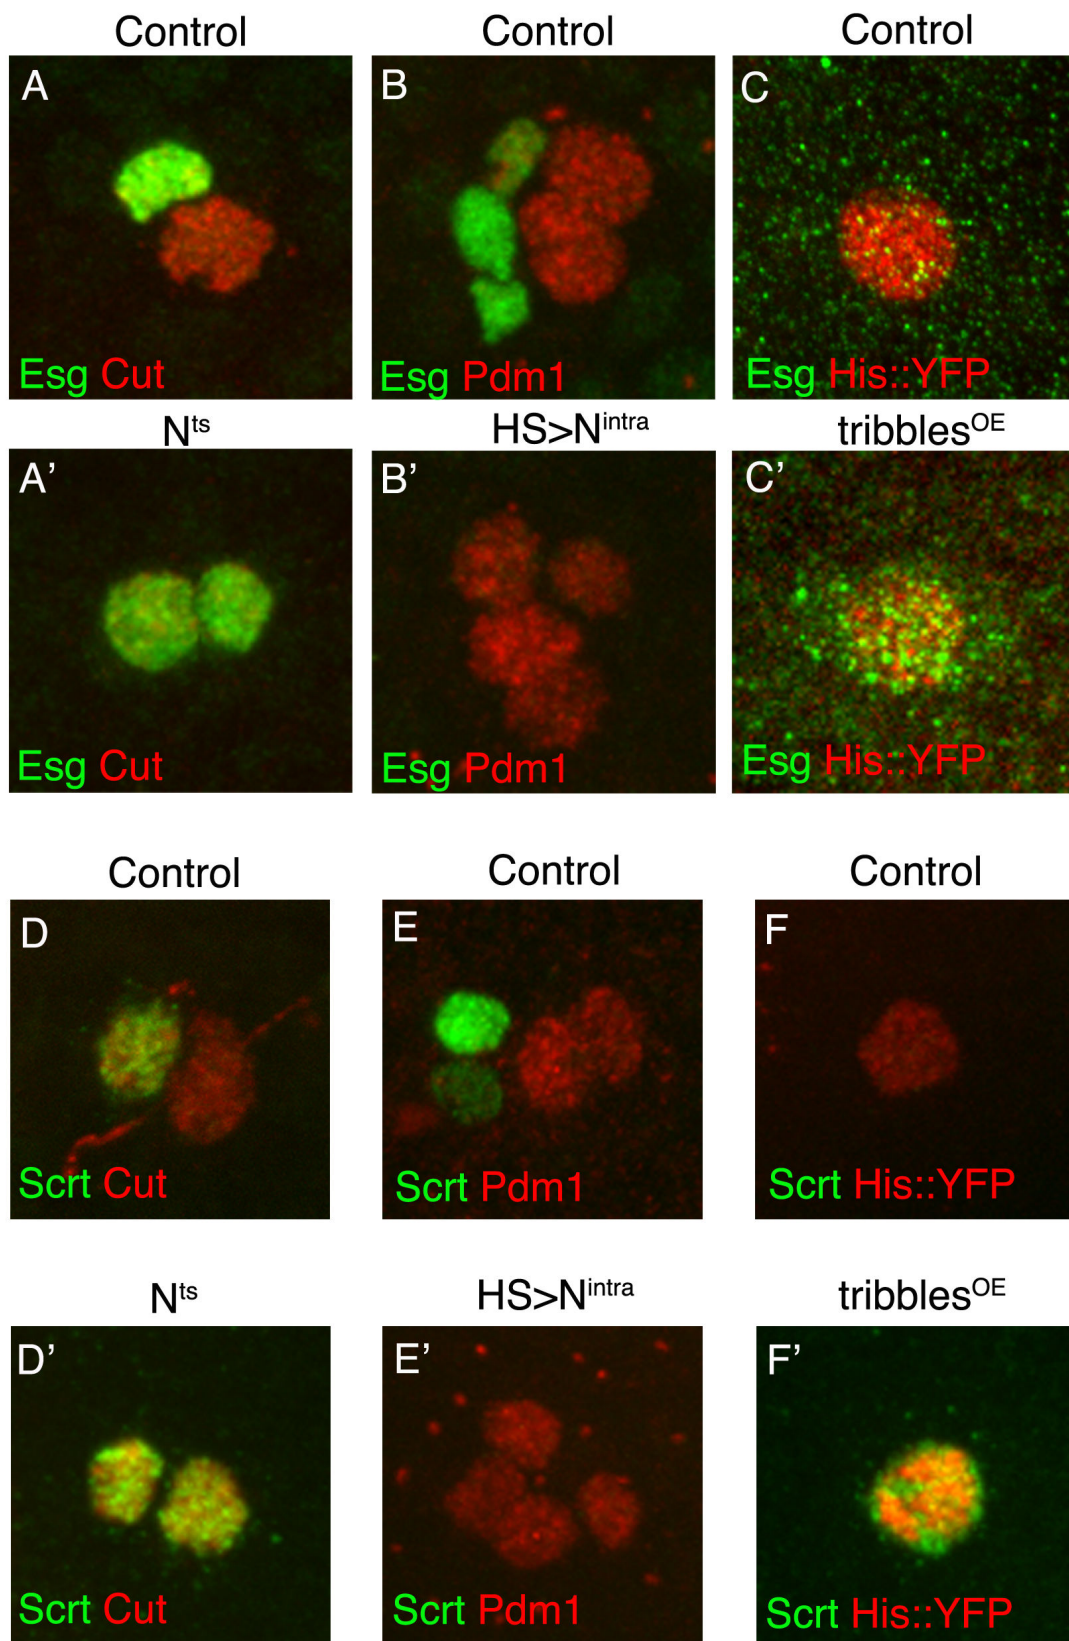 Control Control Control
A B C
Esg Cut Esg Pdm1 Esg His::YFP
Nts HS>Nintra tribblesOE
A’ B’ C’
Esg Cut Esg Pdm1 Esg His::YFP
Control Control Control
D E F
Scrt Cut Scrt Pdm1 Scrt His::YFP
Nts HS>Nintra tribblesOE
D’ E’ F’
Scrt Cut Scrt Pdm1 Scrt His::YFP